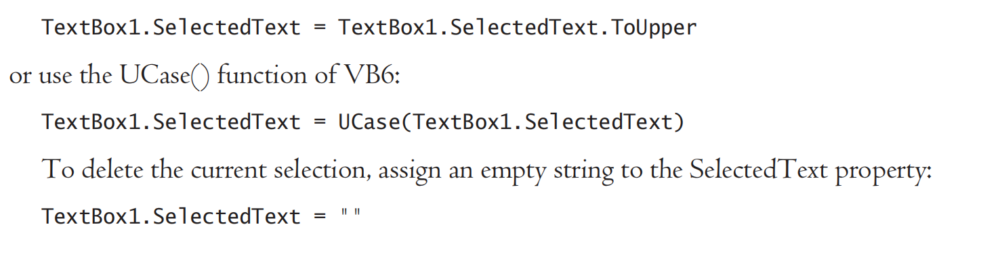 TextBox1.SelectedText = TextBox1.SelectedText.ToUpper
or use the UCase() function of VB6:
TextBox1.SelectedText = UCase(TextBox1.SelectedText)
To delete the current selection, assign an empty string to the SelectedText property:
TextBox1.SelectedText = ""